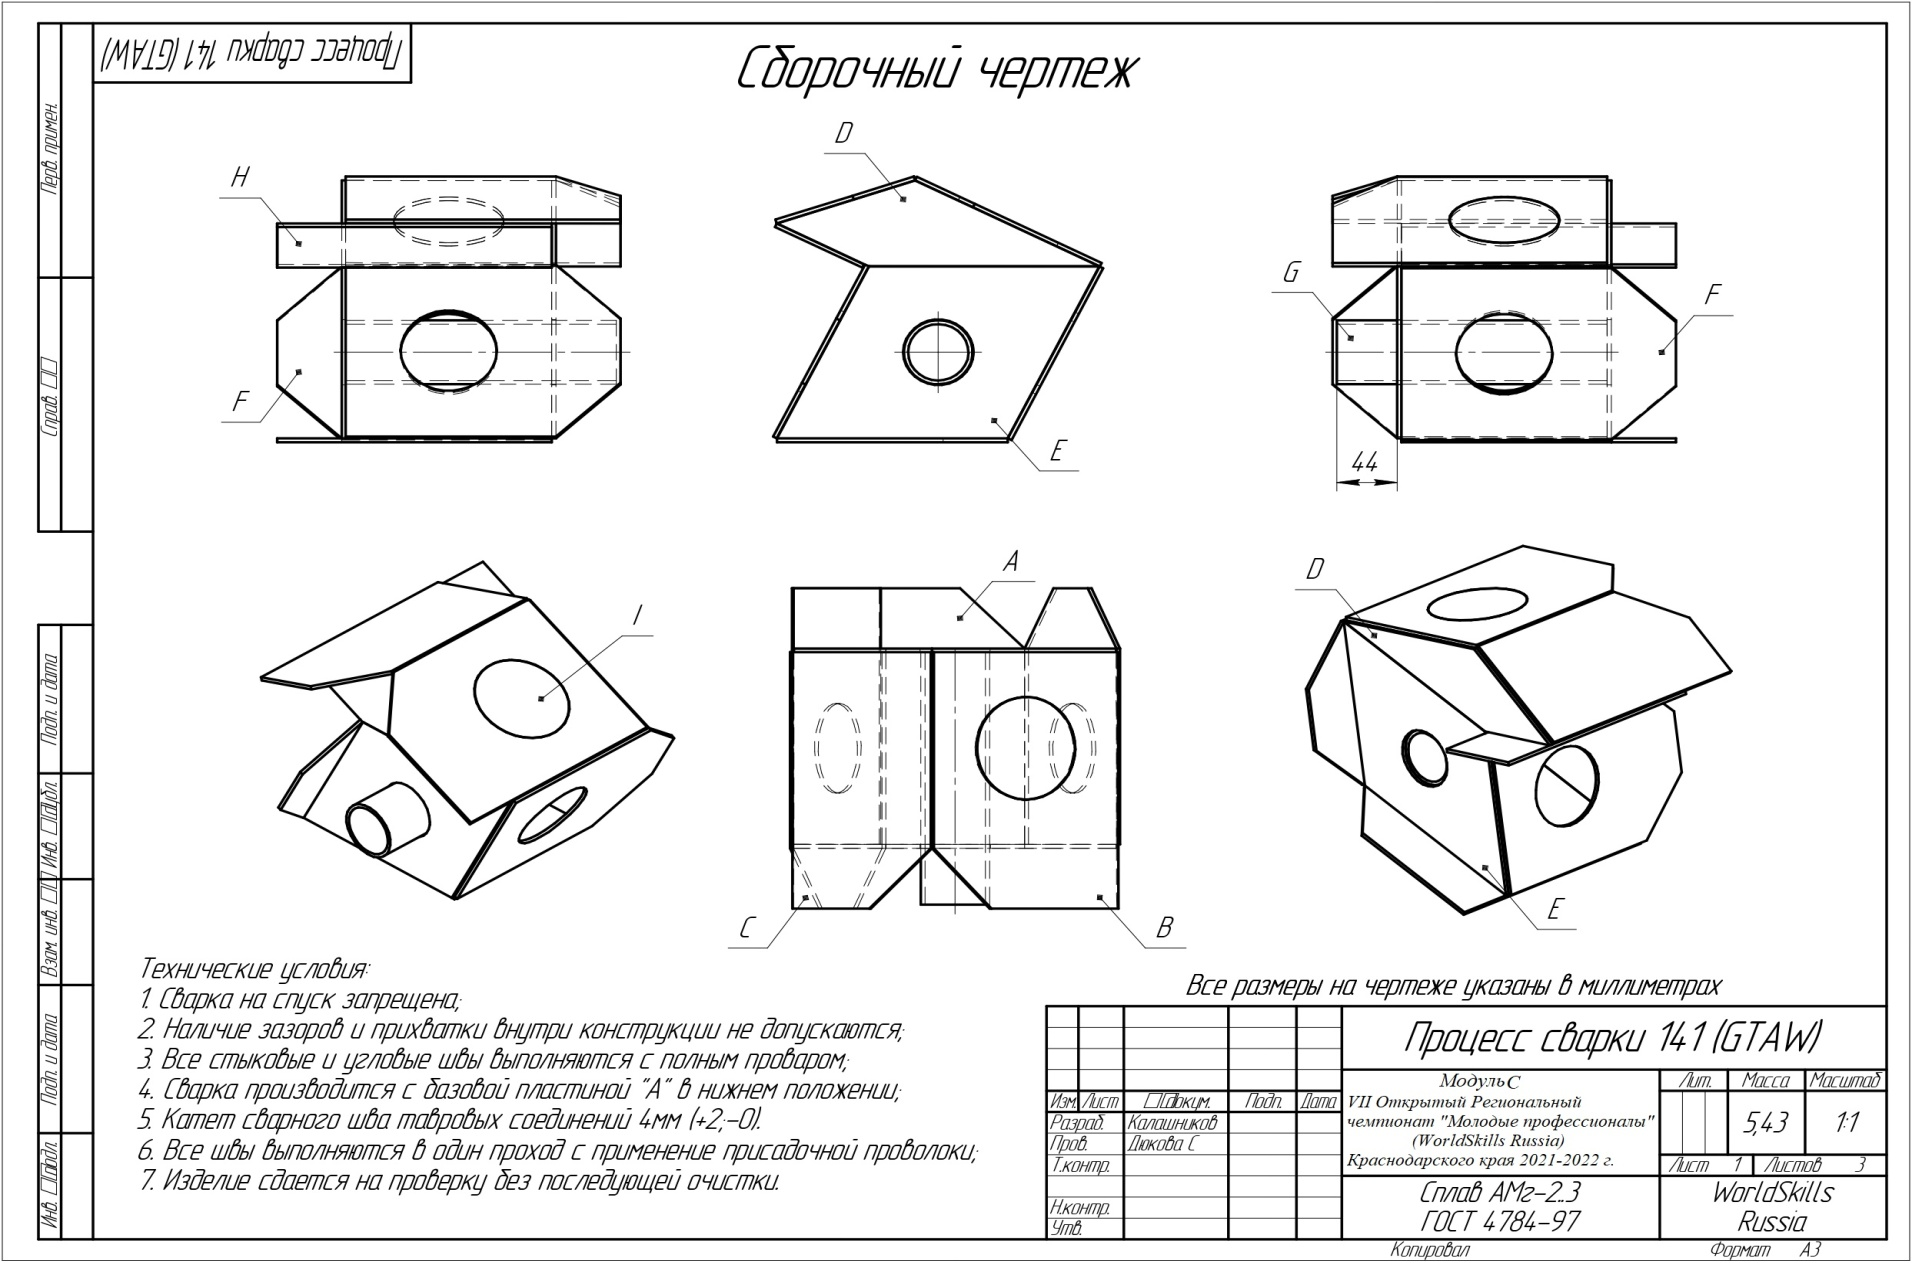 Процесс сварки 141 (GTAW)
Сборочный чертеж
Перв. примен.
Справ. □□
Подп. и дата
Инв. □□дубл.
Взам. инв. □□
Подп. и дата
Инв. □□подл.
H
F
D
E
G
F
44
I
A
C
B
D
E
Технические условия:
1. Сварка на спуск запрещена;
2. Наличие зазоров и прихватки внутри конструкции не допускаются;
3. Все стыковые и угловые швы выполняются с полным проваром;
4. Сварка производится с базовой пластиной "А" в нижнем положении;
5. Катет сварного шва тавровых соединений 4мм (+2;-0).
6. Все швы выполняются в один проход с применение присадочной проволоки;
7. Изделие сдается на проверку без последующей очистки.
Все размеры на чертеже указаны в миллиметрах
Процесс сварки 141 (GTAW)
Изм. Лист □□докум. Подп. Дата
Разраб. Калашников
Пров. Дюкова С
Т.контр.
Н.контр.
Утв.
Модуль С
VII Открытый Региональный
чемпионат "Молодые профессионалы"
(WorldSkills Russia)
Краснодарского края 2021-2022 г.
Лит. Масса Масштаб
5,43 1:1
Лист 1 Листов 3
Сплав АМг-2..3
ГОСТ 4784-97
WorldSkills
Russia
Копировал Формат А3